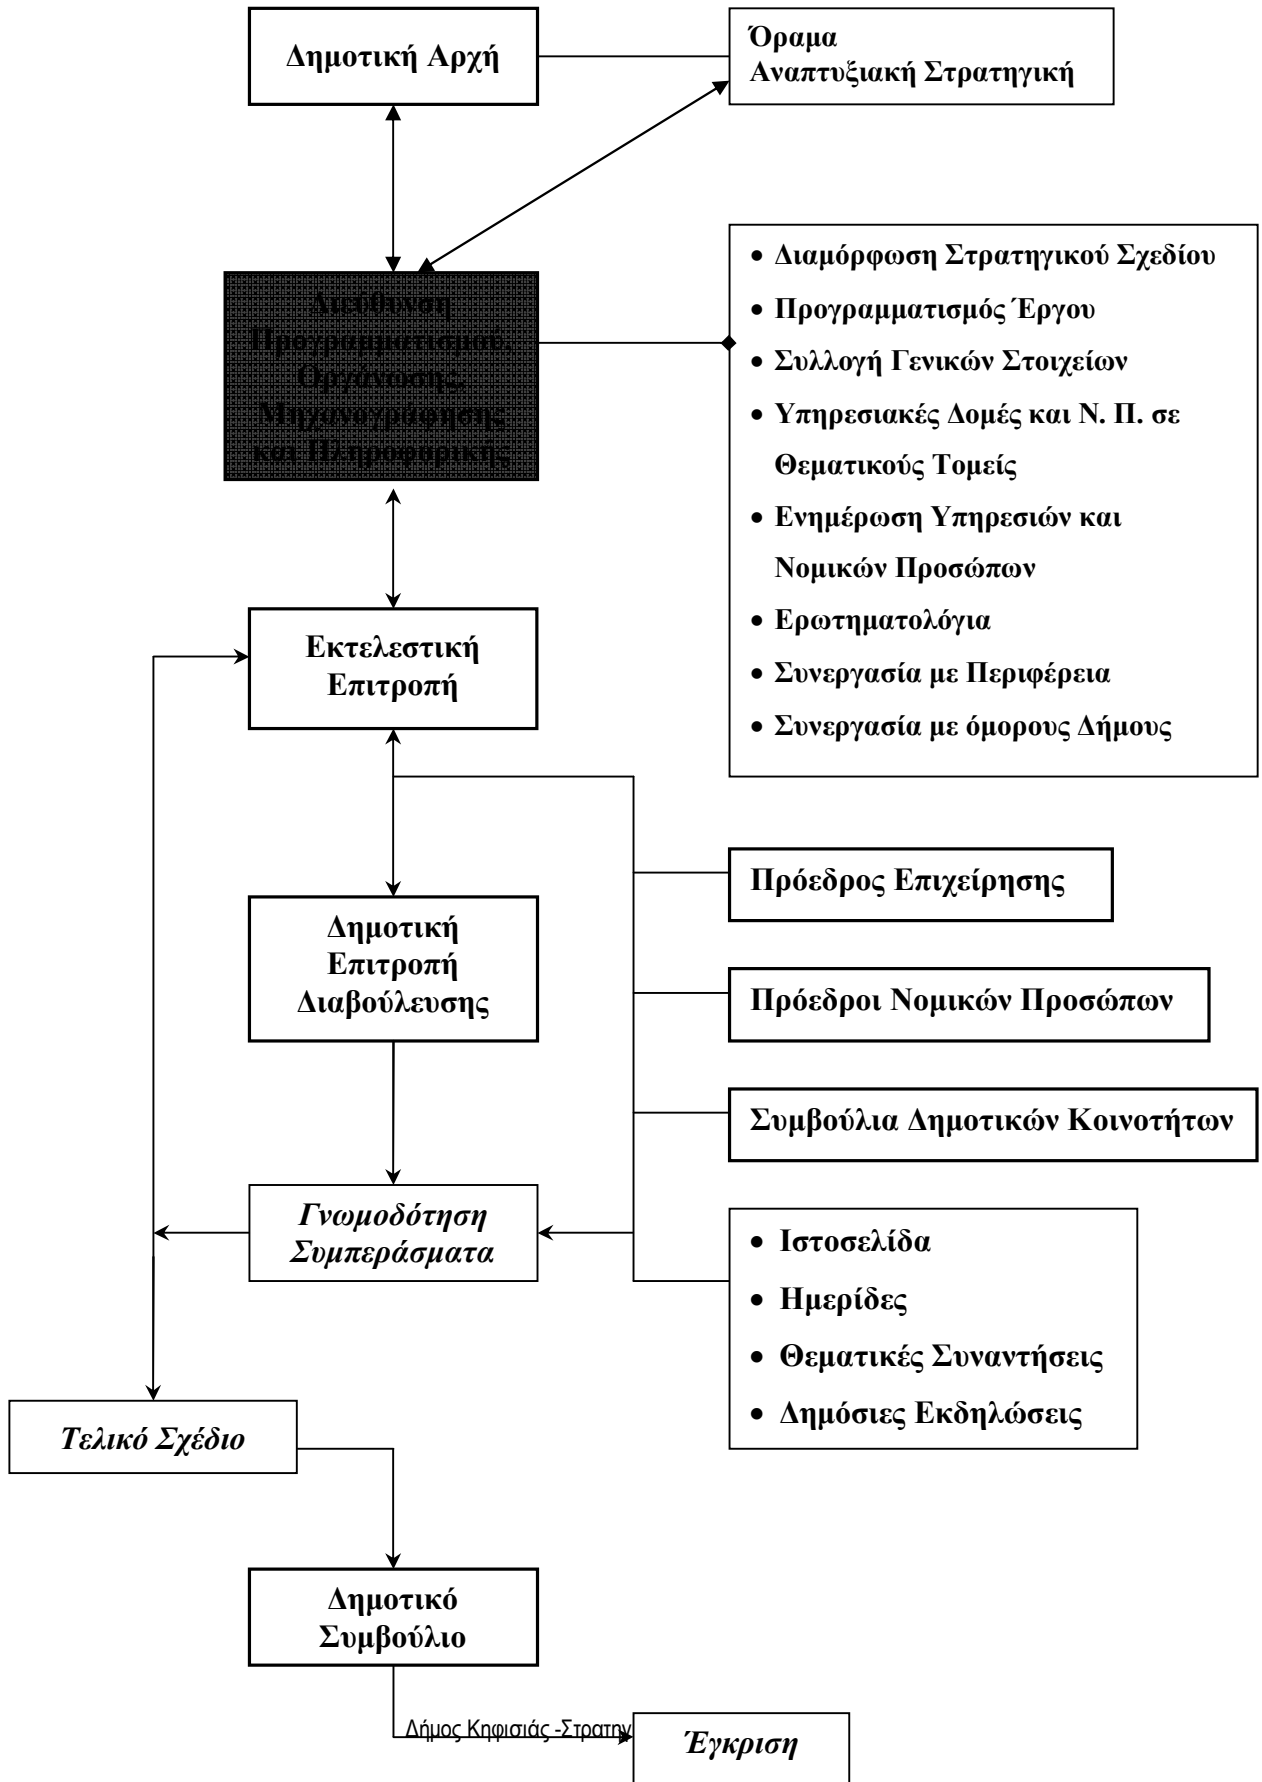 Δημοτική Αρχή
Όραμα
Αναπτυξιακή Στρατηγική
Διεύθυνση
Προγραμματισμού,
Οργάνωσης,
Μηχανογράφησης
και Πληροφορικής
• Διαμόρφωση Στρατηγικού Σχεδίου
• Προγραμματισμός Έργου
• Συλλογή Γενικών Στοιχείων
• Υπηρεσιακές Δομές και Ν. Π. σε
Θεματικούς Τομείς
• Ενημέρωση Υπηρεσιών και
Νομικών Προσώπων
• Ερωτηματολόγια
• Συνεργασία με Περιφέρεια
• Συνεργασία με όμορους Δήμους
Εκτελεστική
Επιτροπή
Πρόεδρος Επιχείρησης
Δημοτική
Επιτροπή
Διαβούλευσης
Πρόεδροι Νομικών Προσώπων
Συμβούλια Δημοτικών Κοινοτήτων
Γνωμοδότηση
Συμπεράσματα
• Ιστοσελίδα
• Ημερίδες
• Θεματικές Συναντήσεις
• Δημόσιες Εκδηλώσεις
Τελικό Σχέδιο
Δημοτικό
Συμβούλιο
Δήμος Κηφισιάς -Στρατηγ
Έγκριση